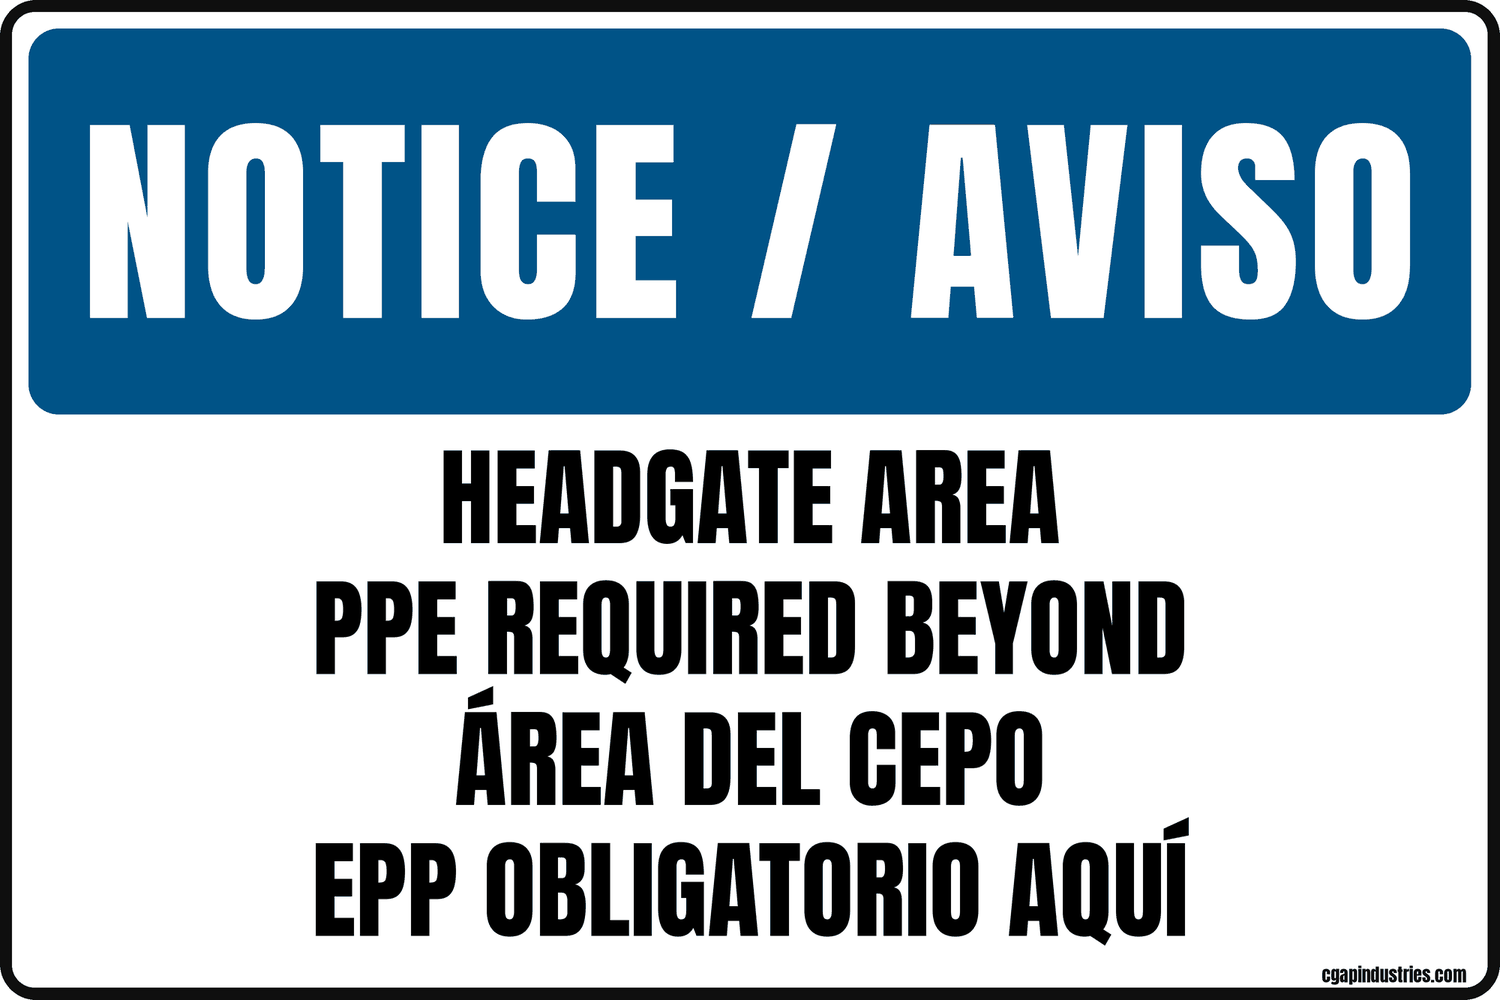 NOTICE / AVISO
HEADGATE AREA
PPE REQUIRED BEYOND
ÁREA DEL CEPO
EPP OBLIGATORIO AQUÍ
cgapindustries.com